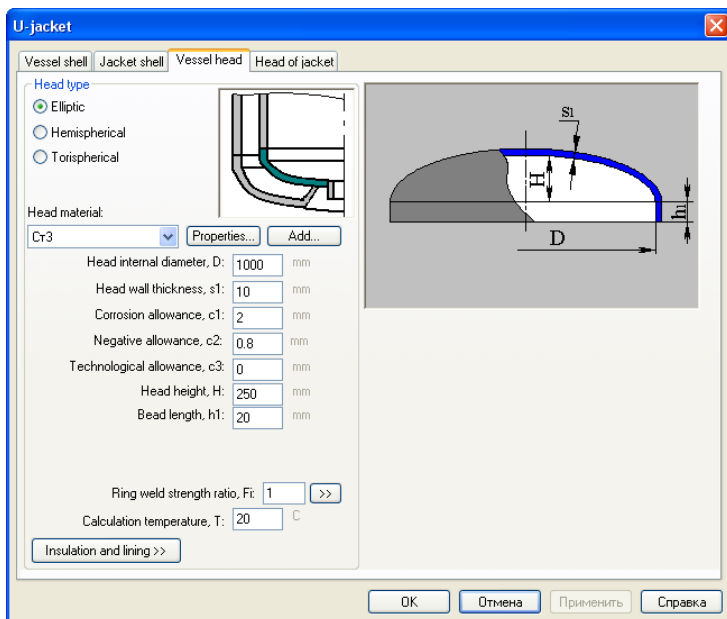 U-jacket
Vessel shell Jacket shell Vessel head Head of jacket
Head type
Elliptic
Hemispherical
Torispherical
Head material:
Ст3 Properties... Add...
Head internal diameter, D: 1000 mm
Head wall thickness, s1: 10 mm
Corrosion allowance, c1: 2 mm
Negative allowance, c2: 0.8 mm
Technological allowance, c3: 0 mm
Head height, H: 250 mm
Bead length, h1: 20 mm
Ring weld strength ratio, Fi: 1 >>
Calculation temperature, T: 20 C
Insulation and lining >>
s1
H
h1
D
OK Отмена Применить Справка